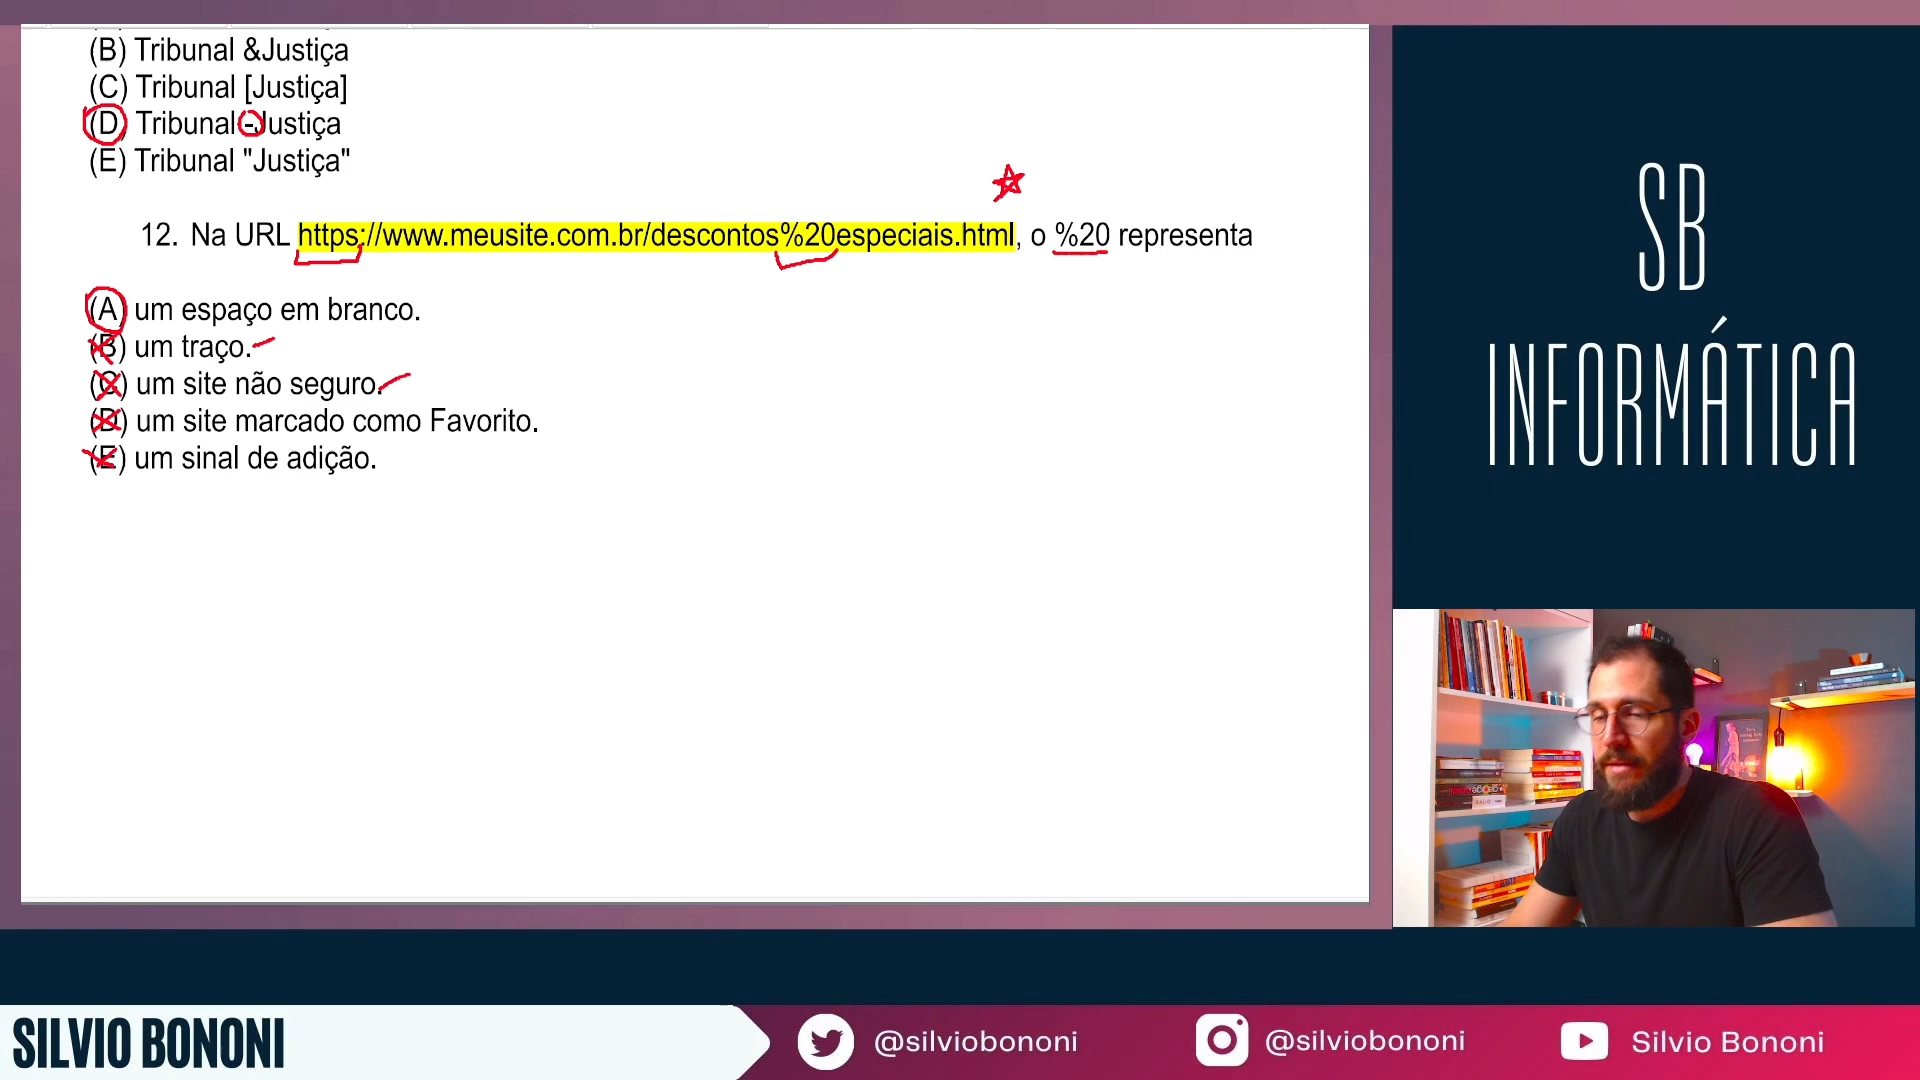 (B) Tribunal &Justiça
(C) Tribunal [Justiça]
(D) Tribunal -Justiça
(E) Tribunal "Justiça"
12. Na URL https://www.meusite.com.br/descontos%20especiais.html, o %20 representa
(A) um espaço em branco.
(B) um traço.
(C) um site não seguro.
(D) um site marcado como Favorito.
(E) um sinal de adição.
SB
INFORMÁTICA
SILVIO BONONI
@silviobononi
@silviobononi
Silvio Bononi